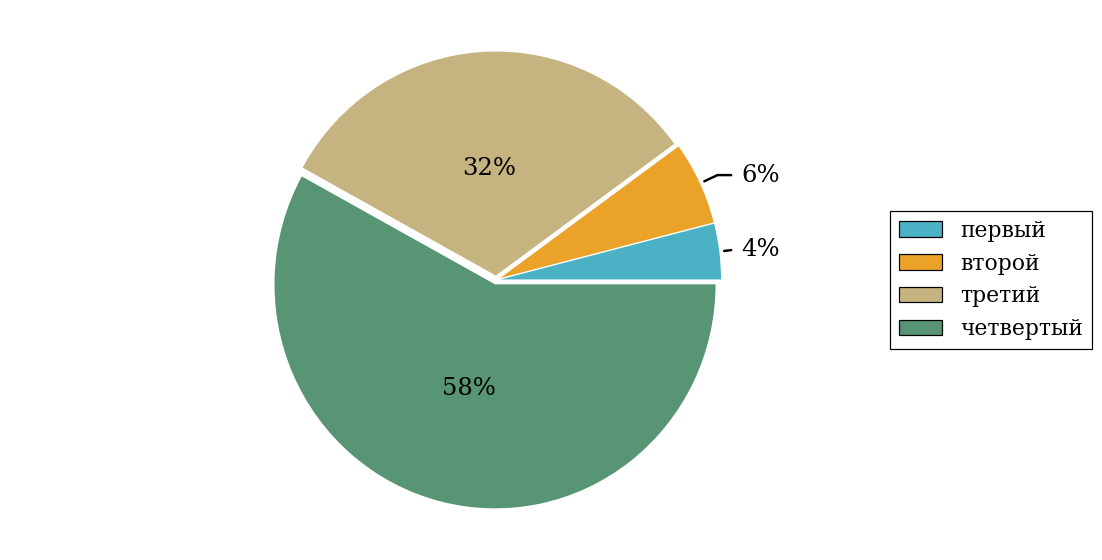 32%
6%
4%
58%
первый
второй
третий
четвертый